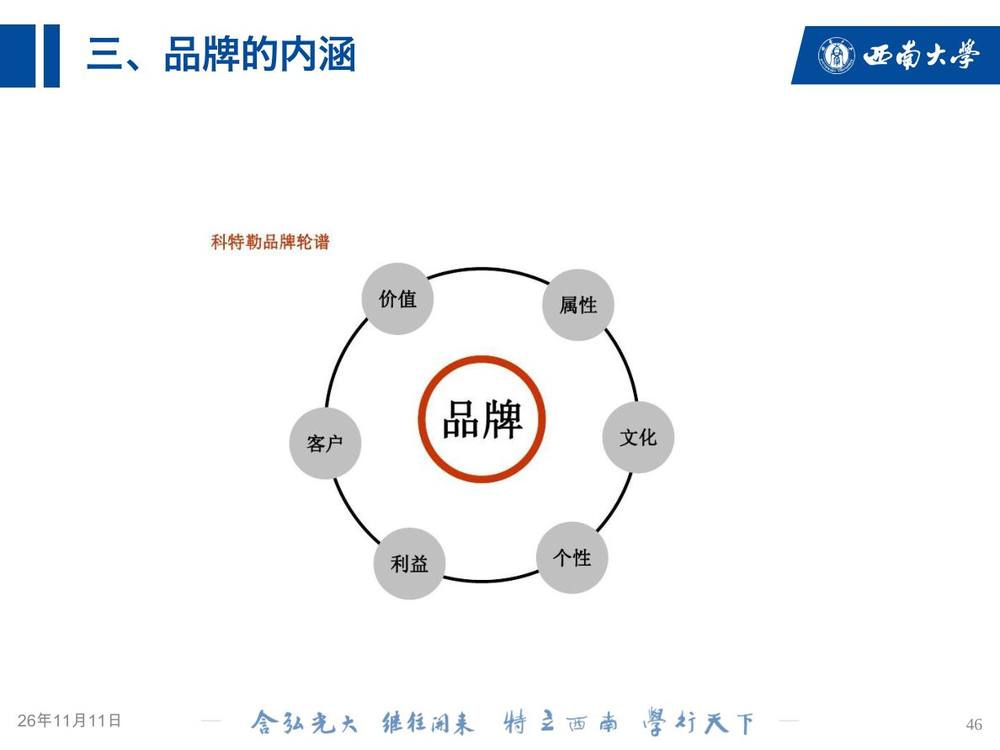 三、品牌的内涵
西南大學
科特勒品牌轮谱
价值
属性
客户
品牌
文化
利益
个性
26年11月11日
含弘光大 继往开来 特立西南 學行天下
46